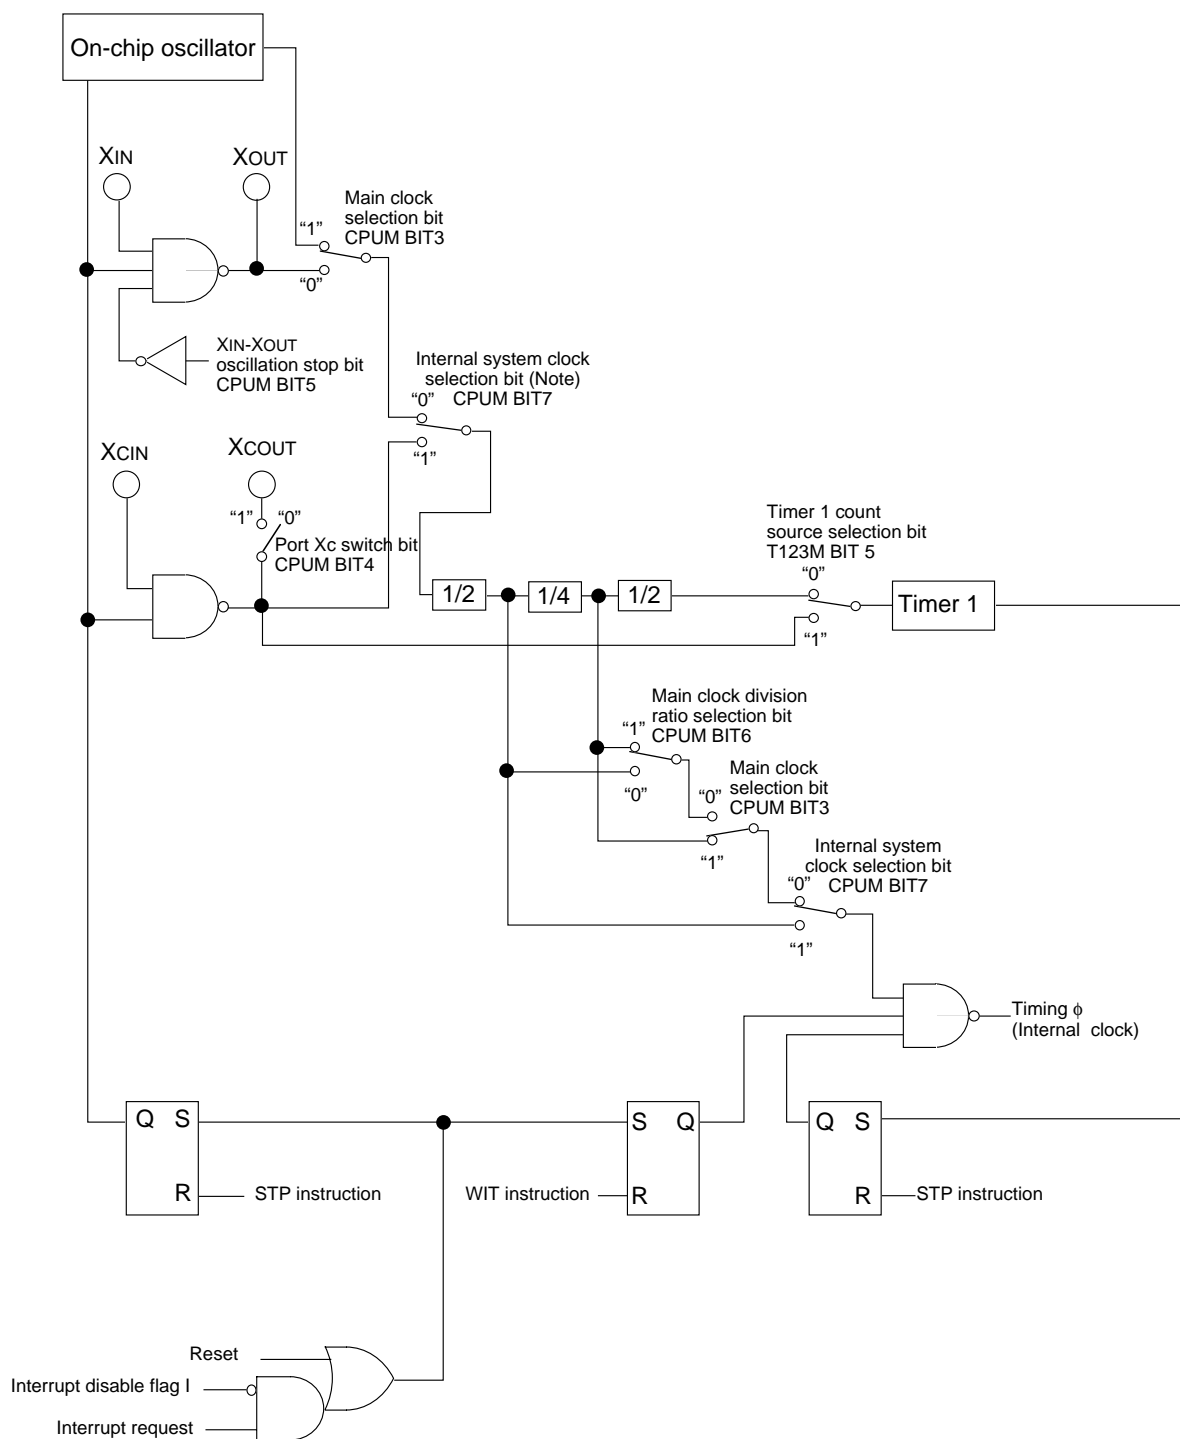 On-chip oscillator
XIN
XOUT
Main clock
selection bit
CPUM BIT3
“1”
“0”
XIN-XOUT
oscillation stop bit
CPUM BIT5
Internal system clock
selection bit (Note)
CPUM BIT7
“0”
“1”
XCIN
XCOUT
“1”
“0”
Port Xc switch bit
CPUM BIT4
Timer 1 count
source selection bit
T123M BIT 5
“0”
1/2
1/4
1/2
Timer 1
“1”
Main clock division
ratio selection bit
CPUM BIT6
“1”
“0”
Main clock
selection bit
CPUM BIT3
“0”
“1”
Internal system
clock selection bit
CPUM BIT7
“0”
“1”
Timing ϕ
(Internal clock)
Q S
R
STP instruction
S Q
WIT instruction
R
Q S
R
STP instruction
Reset
Interrupt disable flag I
Interrupt request